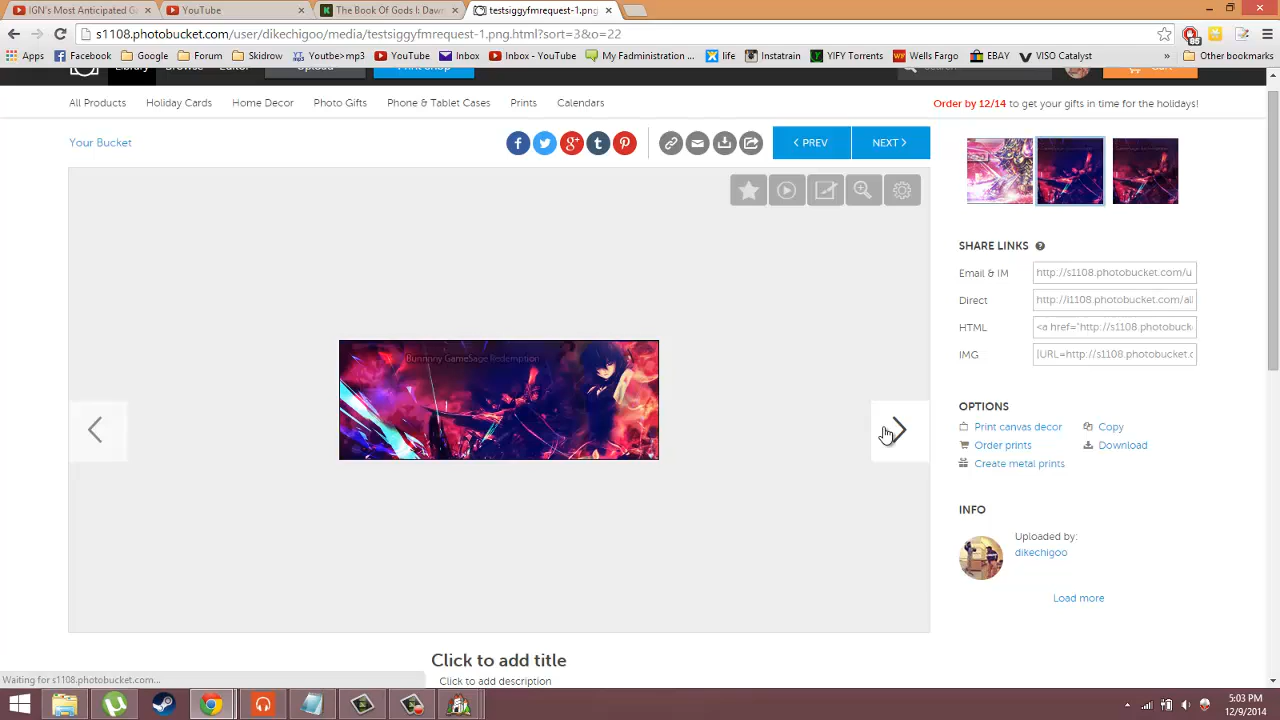 IGN's Most Anticipated G
YouTube
The Book Of Gods I: Daw
testsiggyfmrequest-1.png
s1108.photobucket.com/user/dikechigo/media/testsiggyfmrequest-1.png.html?sort=3&o=22
Apps Facebook Google Forum Skidrow Youtube>mp3 YouTube Inbox Inbox - YouTube My Fadministration ... life Instatrain YIFY Torrents Wells Fargo EBAY VISO Catalyst » Other bookmarks
85
All Products Holiday Cards Home Decor Photo Gifts Phone & Tablet Cases Prints Calendars
Order by 12/14 to get your gifts in time for the holidays!
Your Bucket
PREV NEXT
SHARE LINKS
Email & IM http://s1108.photobucket.com/u
Direct http://i1108.photobucket.com/al
HTML <a href="http://s1108.photobuck
IMG [URL=http://s1108.photobucket.c
Bunnnny GameSage Redemption
OPTIONS
Print canvas decor Copy
Order prints Download
Create metal prints
INFO
Uploaded by:
dikechigoo
Load more
Click to add title
Click to add description
Waiting for s1108.photobucket.com...
5:03 PM
12/9/2014